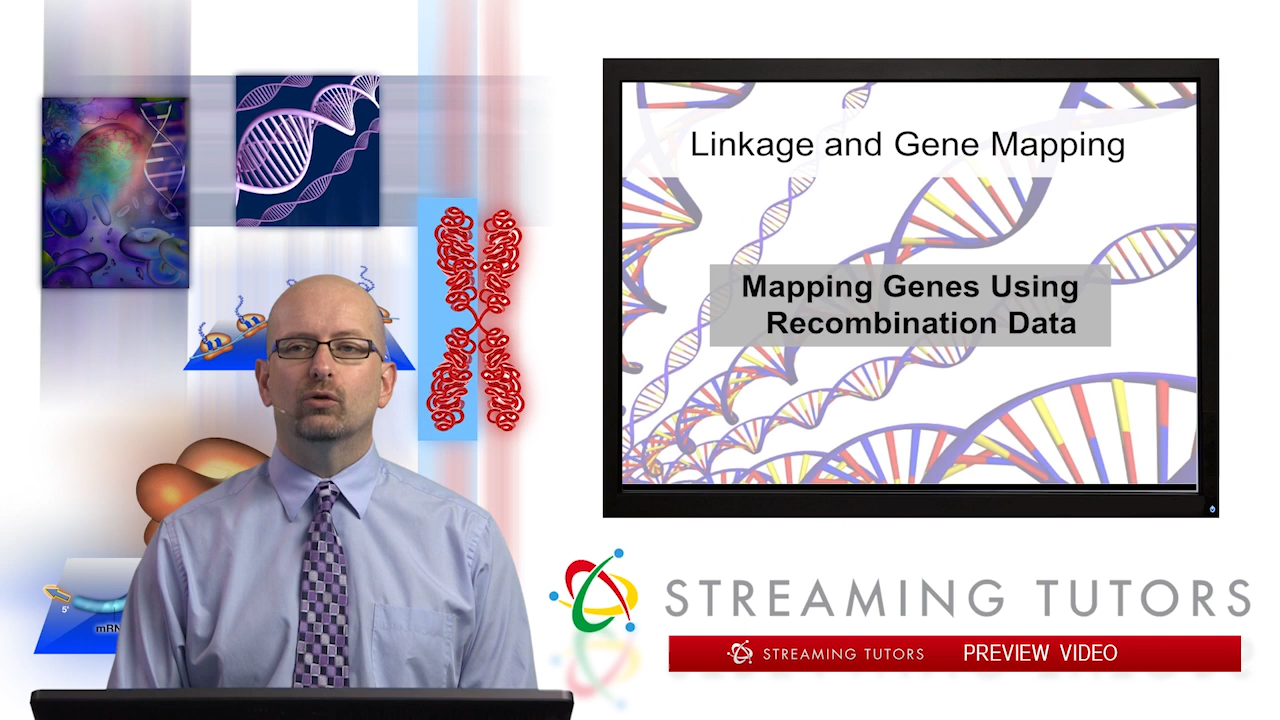 Linkage and Gene Mapping
Mapping Genes Using
Recombination Data
5'
mRN
STREAMING TUTORS
STREAMING TUTORS PREVIEW VIDEO